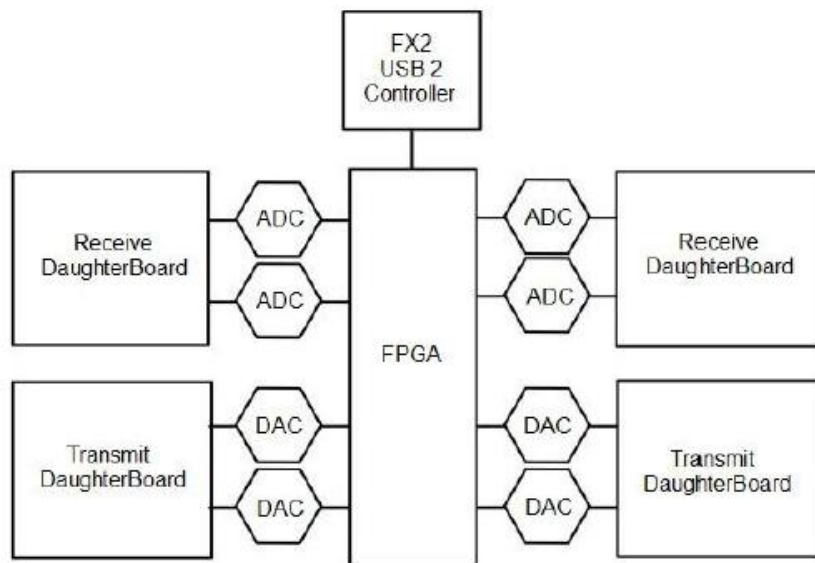 FX2
USB 2
Controller
Receive
DaughterBoard
ADC
ADC
ADC
ADC
Receive
DaughterBoard
FPGA
Transmit
DaughterBoard
DAC
DAC
DAC
DAC
Transmit
DaughterBoard